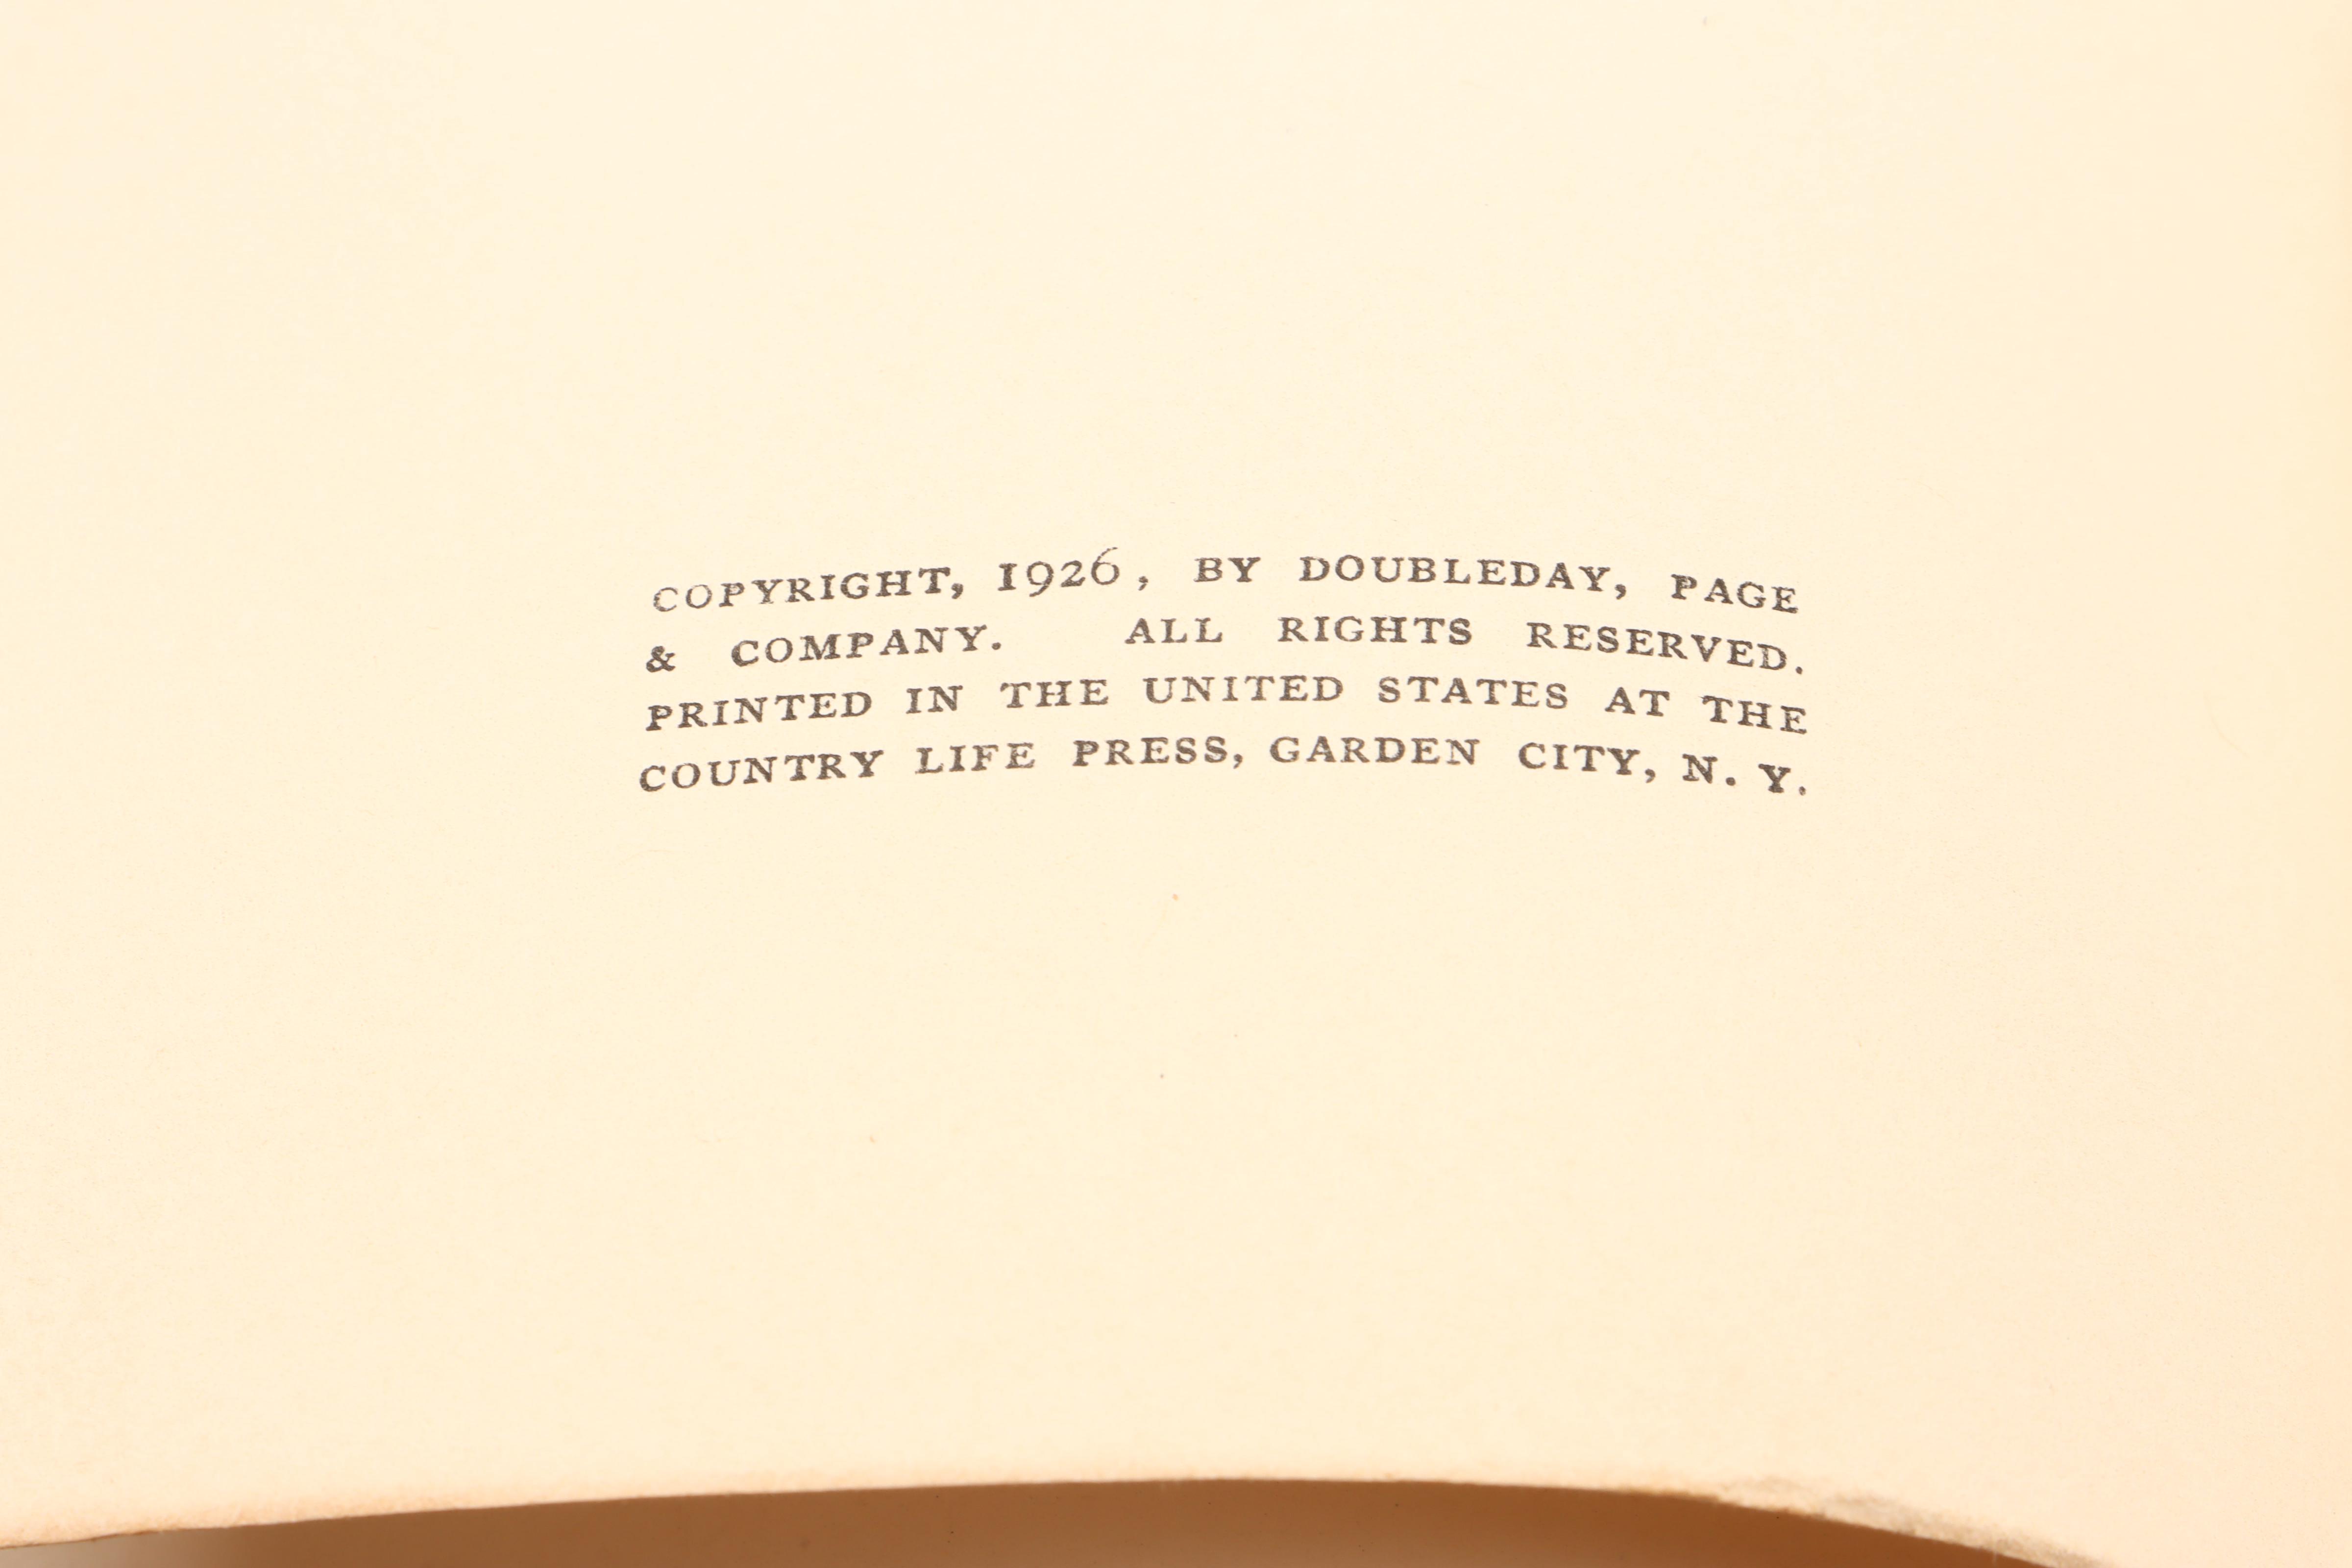 COPYRIGHT, 1926, BY DOUBLEDAY, PAGE
& COMPANY. ALL RIGHTS RESERVED.
PRINTED IN THE UNITED STATES AT THE
COUNTRY LIFE PRESS, GARDEN CITY, N. Y.